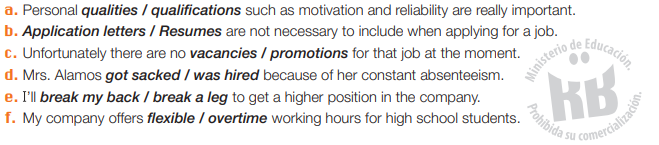 a. Personal qualities / qualifications such as motivation and reliability are really important.
b. Application letters / Resumes are not necessary to include when applying for a job.
c. Unfortunately there are no vacancies / promotions for that job at the moment.
d. Mrs. Alamos got sacked / was hired because of her constant absenteeism.
e. I'll break my back / break a leg to get a higher position in the company.
f. My company offers flexible / overtime working hours for high school students.
Ministerio de Educación.
Prohibida su comercialización.